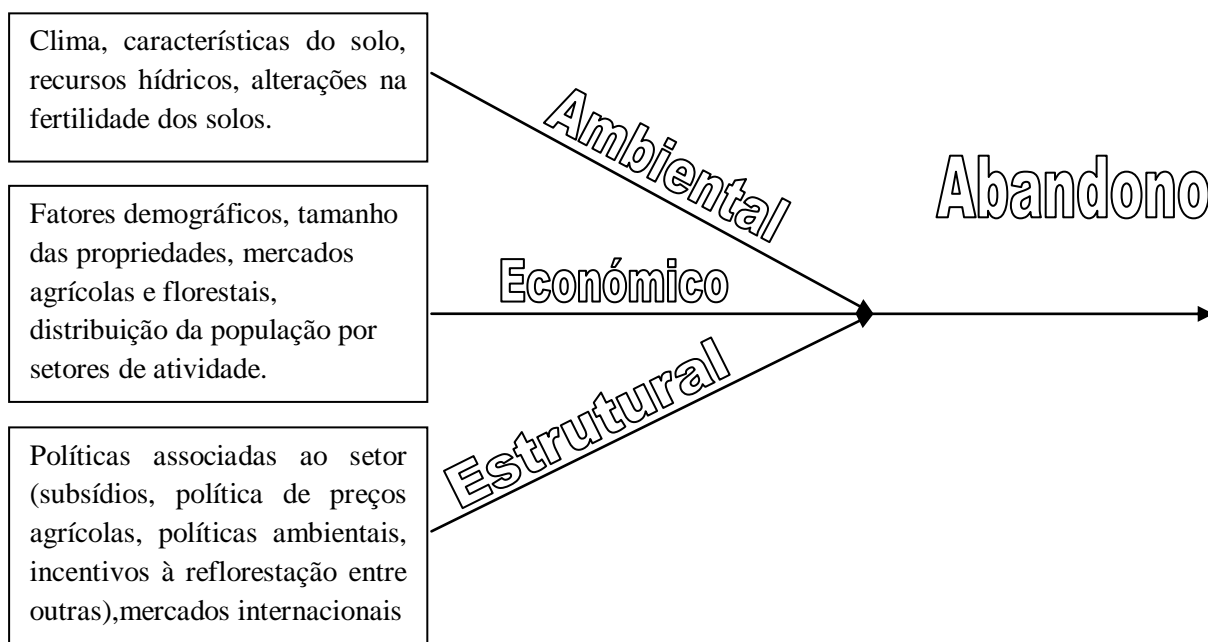 Clima, características do solo,
recursos hídricos, alterações na
fertilidade dos solos.
Ambiental
Abandono
Fatores demográficos, tamanho
das propriedades, mercados
agrícolas e florestais,
distribuição da população por
setores de atividade.
Económico
Estrutural
Políticas associadas ao setor
(subsídios, política de preços
agrícolas, políticas ambientais,
incentivos à reflorestação entre
outras),mercados internacionais